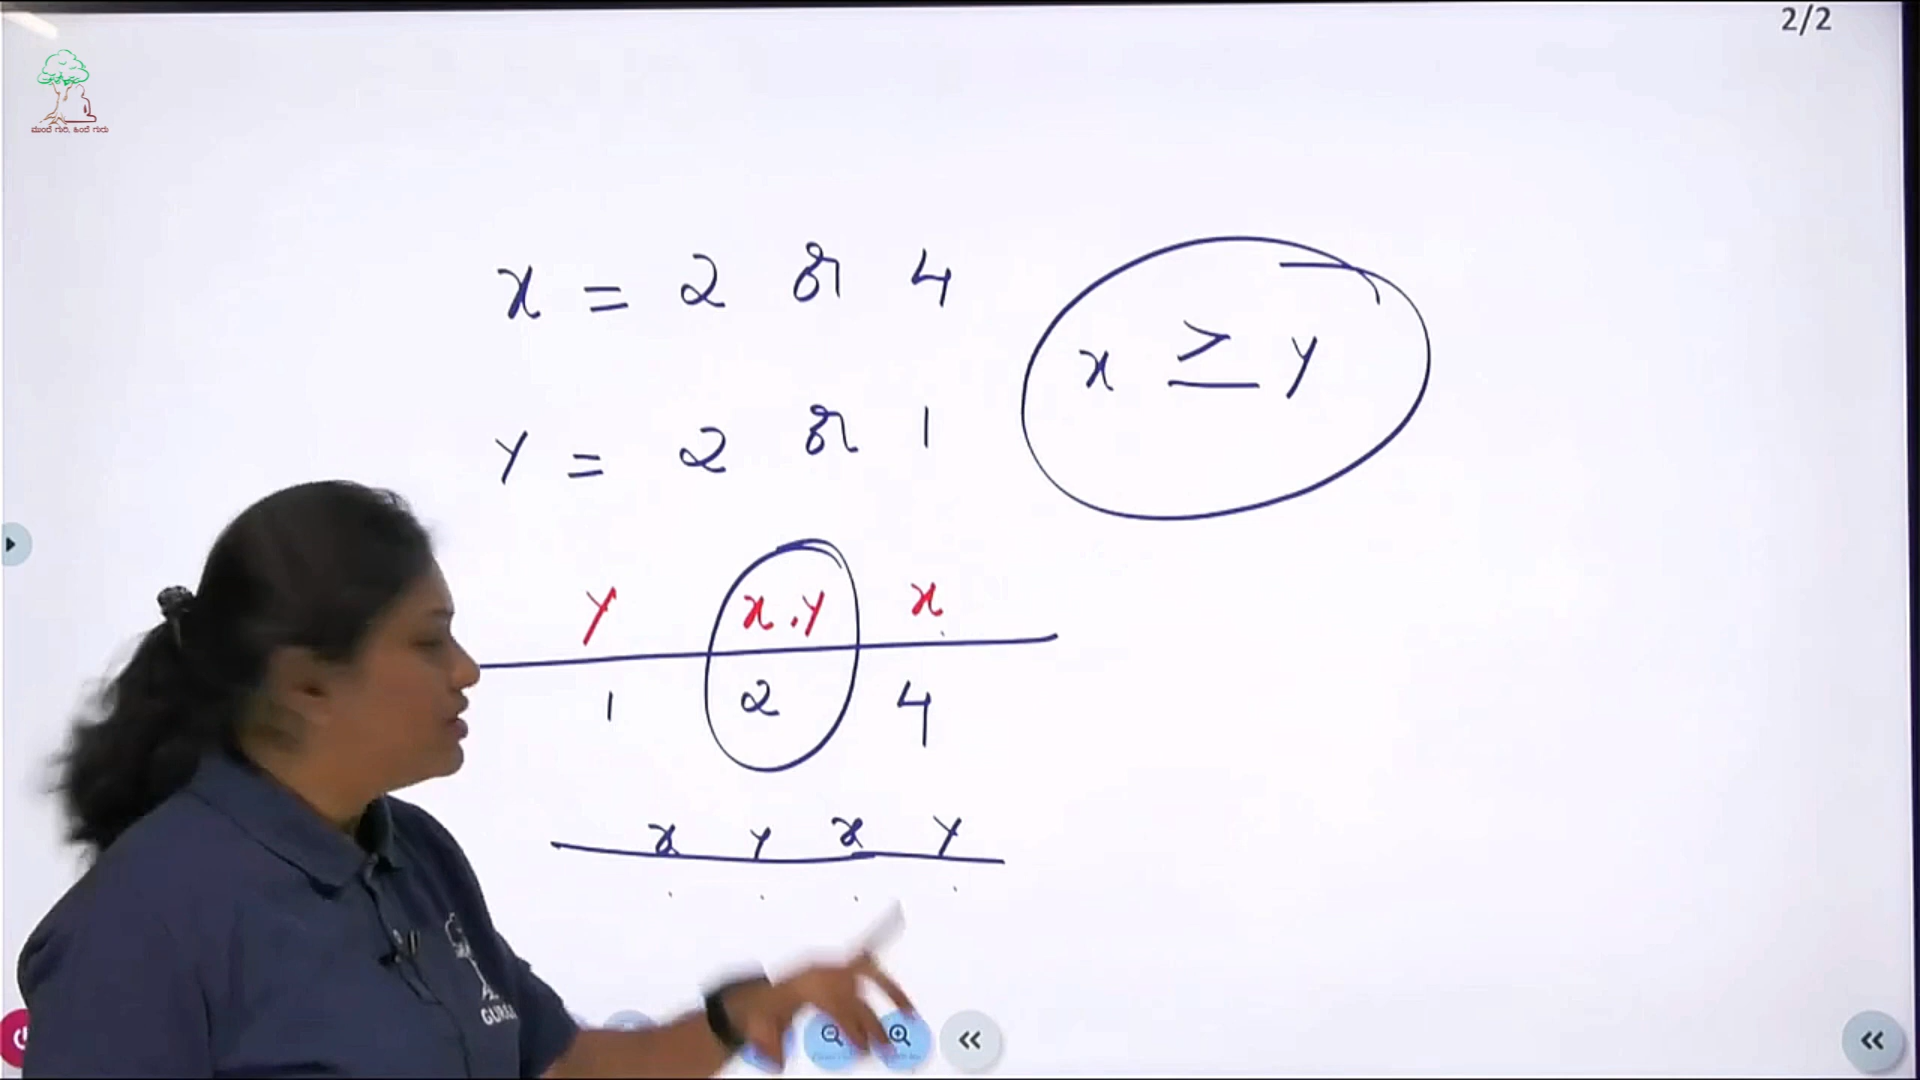 2/2
ಮುಂದೆ ಗುರಿ, ಹಿಂದೆ ಗುರು
x = 2 or 4
x ≥ y
y = 2 or 1
y x.y x
1 2 4
x y x y